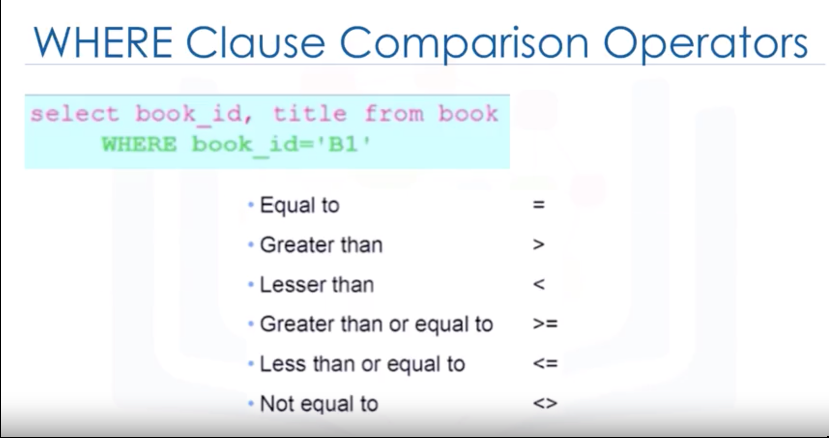 WHERE Clause Comparison Operators
select book_id, title from book
WHERE book_id='B1'
• Equal to =
• Greater than >
• Lesser than <
• Greater than or equal to >=
• Less than or equal to <=
• Not equal to <>